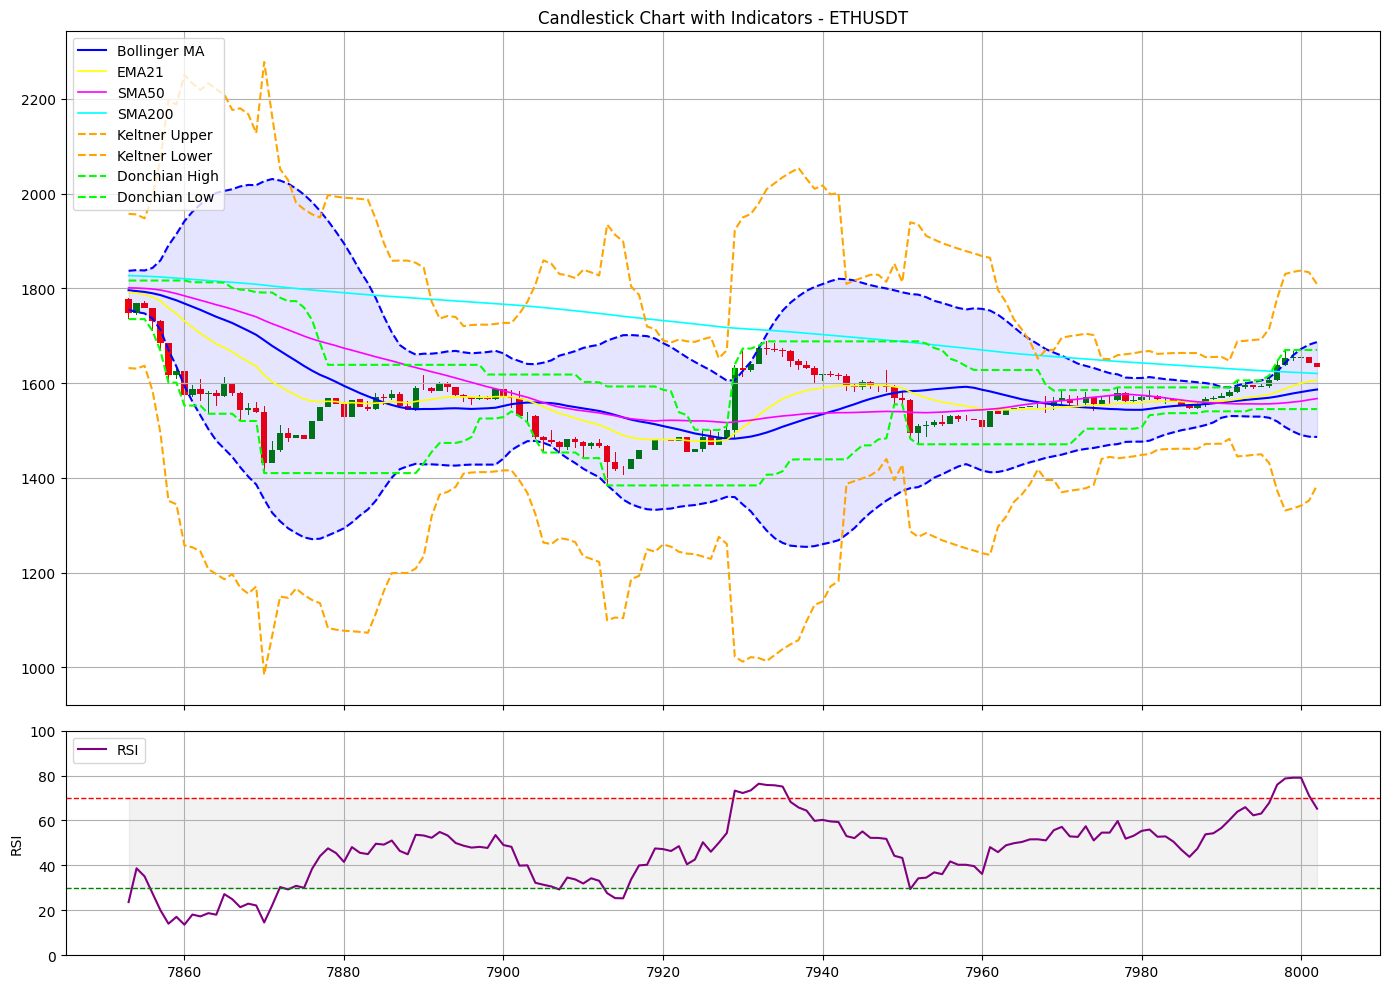 Candlestick Chart with Indicators - ETHUSDT
Bollinger MA
EMA21
SMA50
SMA200
Keltner Upper
Keltner Lower
Donchian High
Donchian Low
2200
2000
1800
1600
1400
1200
1000
RSI
100
80
60
40
20
0
RSI
7860
7880
7900
7920
7940
7960
7980
8000